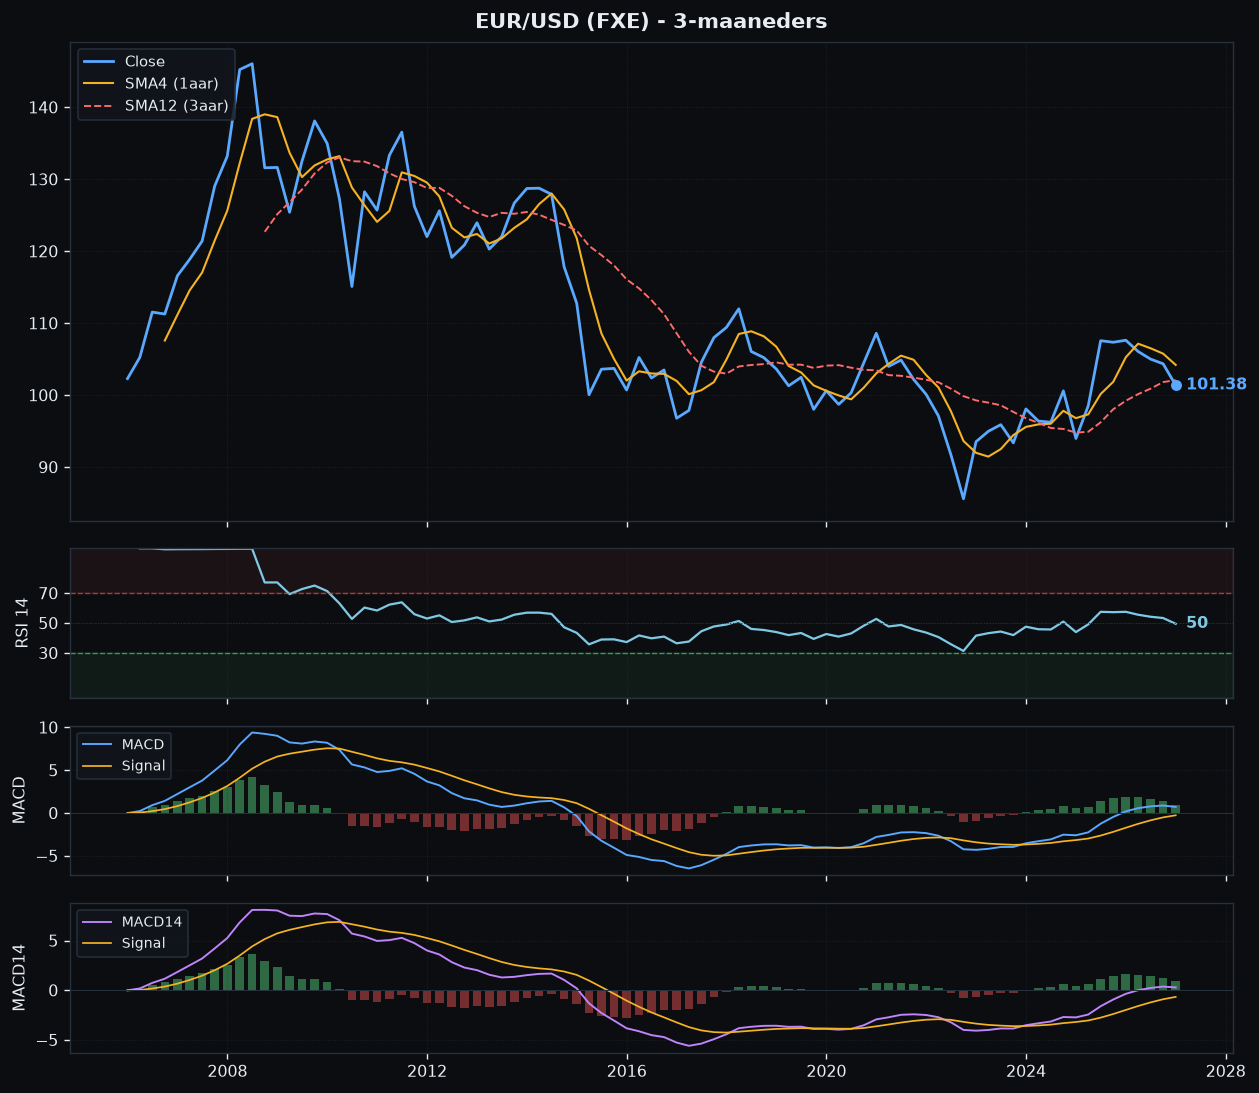 EUR/USD (FXE) - 3-maaneders
Close
SMA4 (1aar)
SMA12 (3aar)
140
130
120
110
100
90
101.38
RSI 14
70
50
30
50
MACD
10
5
0
−5
MACD
Signal
MACD14
5
0
−5
MACD14
Signal
2008
2012
2016
2020
2024
2028